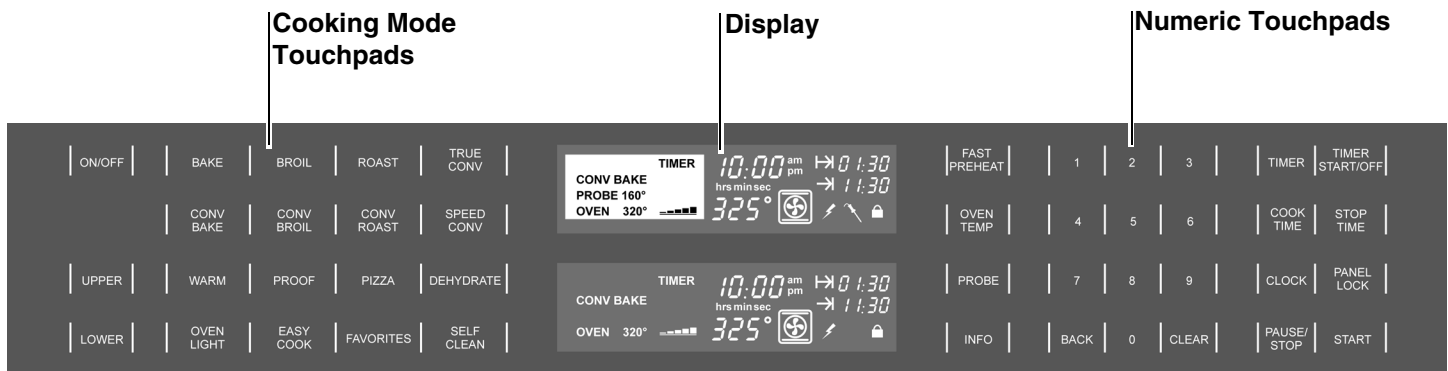 Cooking Mode
Touchpads
Display
Numeric Touchpads
ON/OFF BAKE BROIL ROAST TRUE
CONV
CONV
BAKE CONV
BROIL CONV
ROAST SPEED
CONV
UPPER WARM PROOF PIZZA DEHYDRATE
LOWER OVEN
LIGHT EASY
COOK FAVORITES SELF
CLEAN
TIMER
CONV BAKE
PROBE 160°
OVEN 320°
10:00 am
pm
hrs min sec
325°
01:30
11:30
TIMER
CONV BAKE
OVEN 320°
10:00 am
pm
hrs min sec
325°
01:30
11:30
FAST
PREHEAT 1 2 3 TIMER TIMER
START/OFF
OVEN
TEMP 4 5 6 COOK
TIME STOP
TIME
PROBE 7 8 9 CLOCK PANEL
LOCK
INFO BACK 0 CLEAR PAUSE/
STOP START